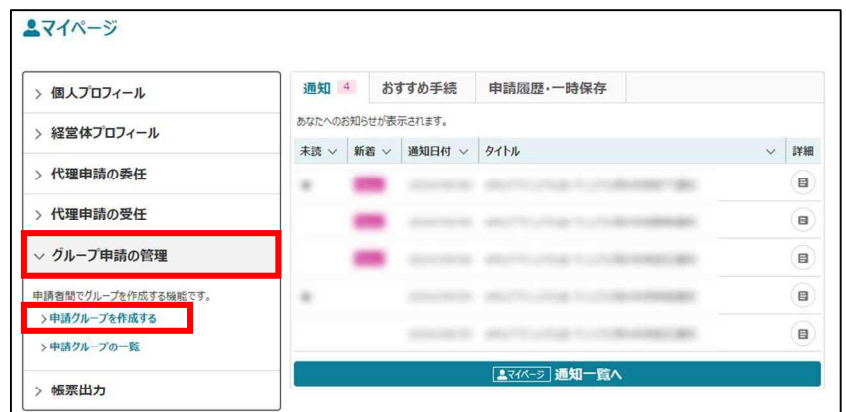 マイページ
個人プロフィール
経営体プロフィール
代理申請の委任
代理申請の受任
グループ申請の管理
申請者間でグループを作成する機能です。
申請グループを作成する
申請グループの一覧
帳票出力
通知 4 おすすめ手続 申請履歴・一時保存
あなたへのお知らせが表示されます。
未読 新着 通知日付 タイトル 詳細
マイページ 通知一覧へ